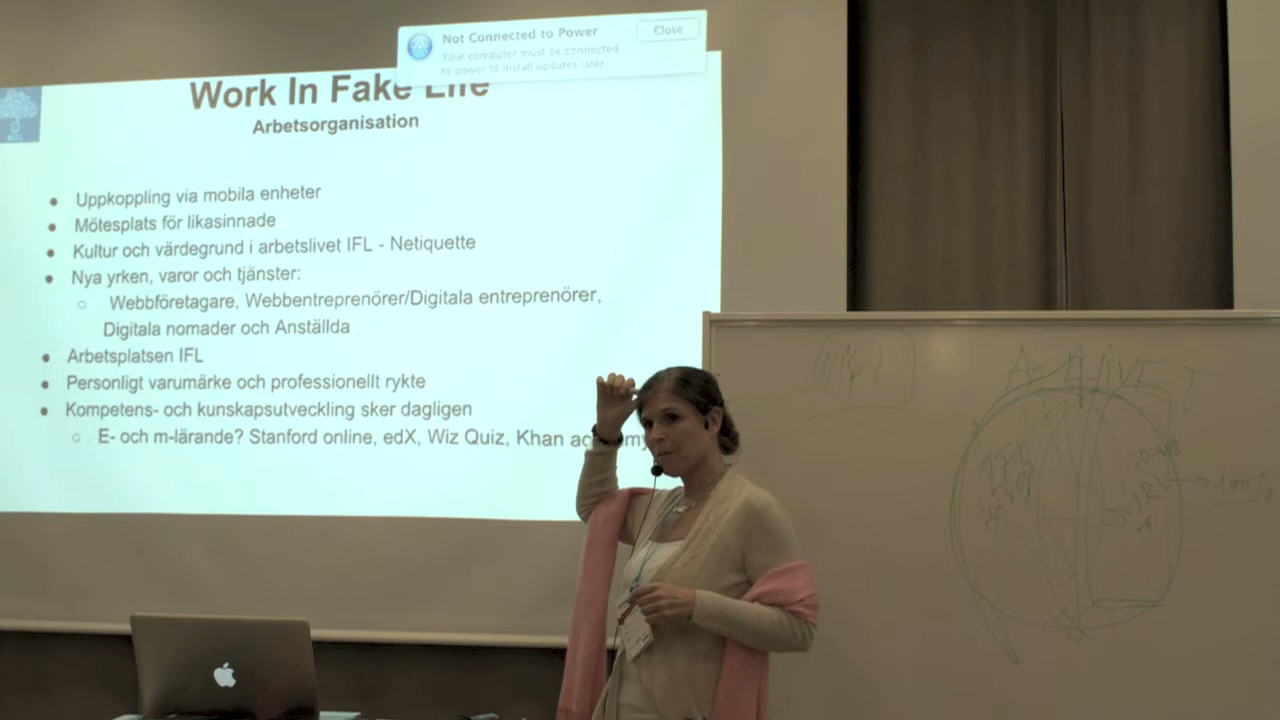 Not Connected to Power
Close
Your computer must be connected
to power to install updates later.
Work In Fake Life
Arbetsorganisation
● Uppkoppling via mobila enheter
● Mötesplats för likasinnade
● Kultur och värdegrund i arbetslivet IFL - Netiquette
● Nya yrken, varor och tjänster:
○ Webbföretagare, Webbentreprenörer/Digitala entreprenörer,
Digitala nomader och Anställda
● Arbetsplatsen IFL
● Personligt varumärke och professionellt rykte
● Kompetens- och kunskapsutveckling sker dagligen
○ E- och m-lärande? Stanford online, edX, Wiz Quiz, Khan